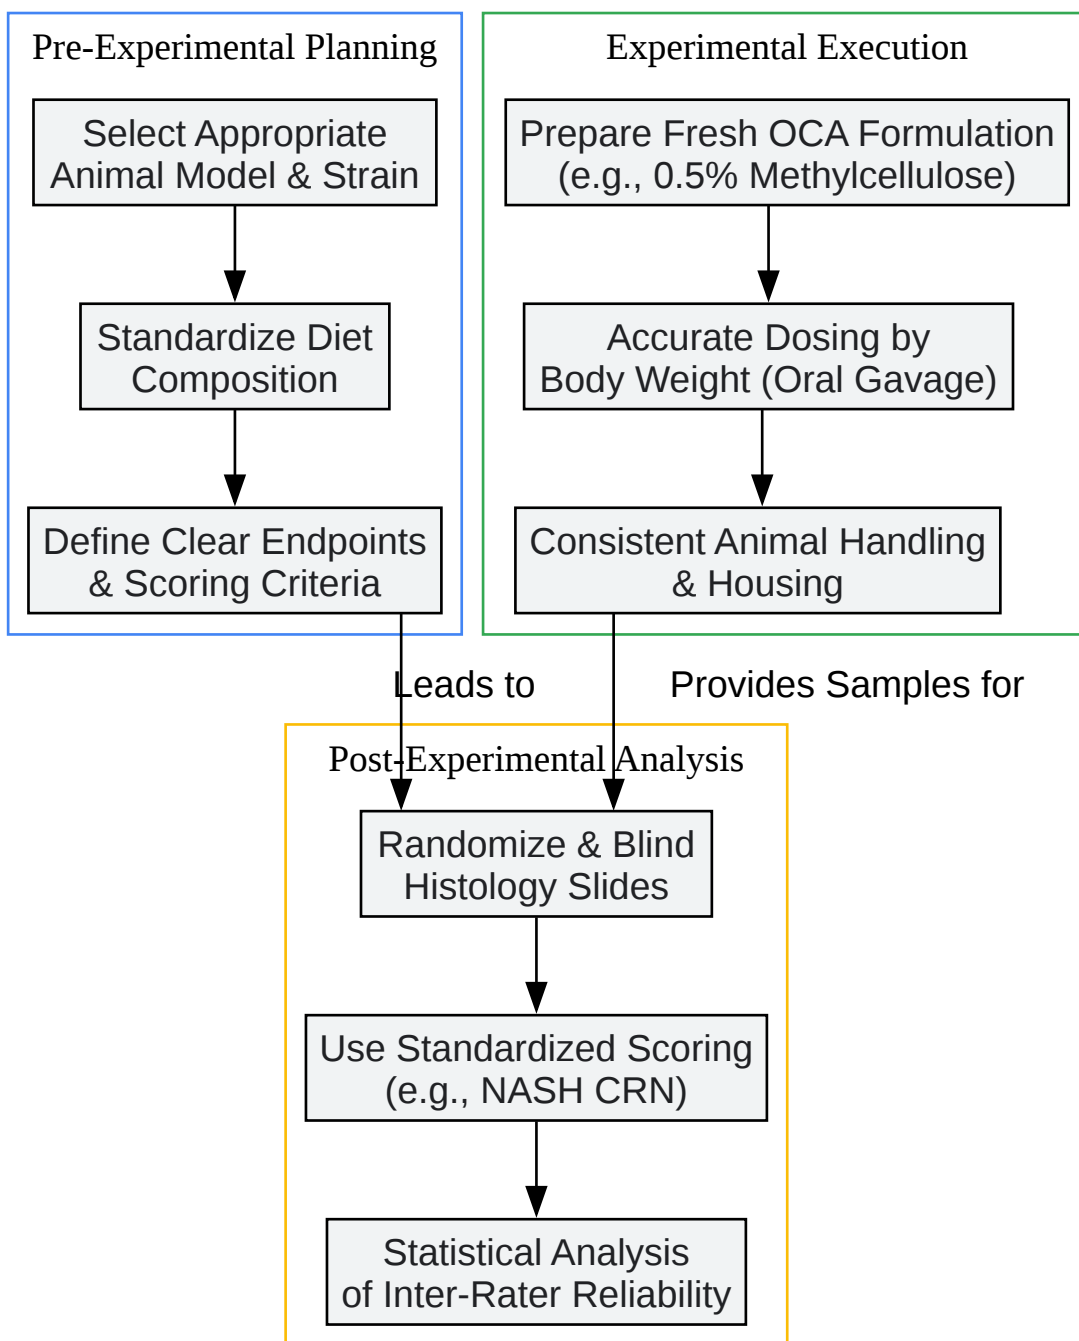 Pre-Experimental Planning
Select Appropriate
Animal Model & Strain
Standardize Diet
Composition
Define Clear Endpoints
& Scoring Criteria
Experimental Execution
Prepare Fresh OCA Formulation
(e.g., 0.5% Methylcellulose)
Accurate Dosing by
Body Weight (Oral Gavage)
Consistent Animal Handling
& Housing
Leads to
Provides Samples for
Post-Experimental Analysis
Randomize & Blind
Histology Slides
Use Standardized Scoring
(e.g., NASH CRN)
Statistical Analysis
of Inter-Rater Reliability